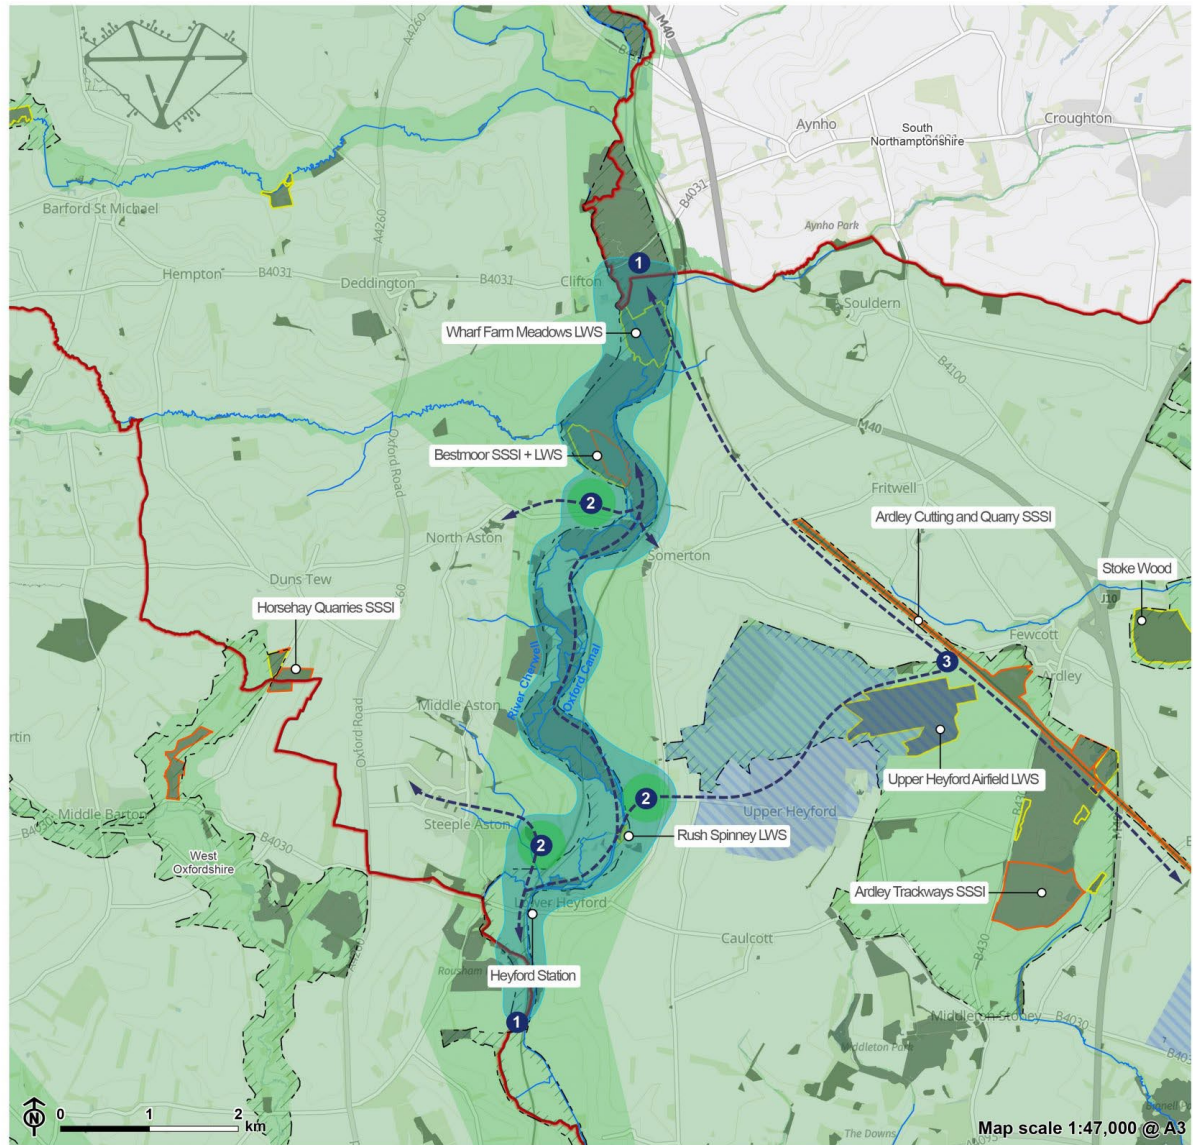 M40
A4260
Aynho
South
Northamptonshire
Croughton
B4031
Barford St Michael
A4260
Aynho Park
Hempton
B4031
Deddington
B4031
Clifton
1
Souldern
Wharf Farm Meadows LWS
B4100
M40
Oxford Road
Bestmoor SSSI + LWS
Fritwell
2
Ardley Cutting and Quarry SSSI
North Aston
Somerton
Stoke Wood
Duns Tew
J10
Horsehay Quarries SSSI
Fewcott
3
Ardley
River Cherwell
Oxford Canal
Middle Aston
Oxford Road
Upper Heyford Airfield LWS
2
Middle Barton
Upper Heyford
Steeple Aston
Rush Spinney LWS
2
B4030
West
Oxfordshire
Ardley Trackways SSSI
Lower Heyford
Caulcott
B430
Heyford Station
1
Middleton Stoney
B4030
Middleton Park
N
0 1 2
km
The Downs
Map scale 1:47,000 @ A3